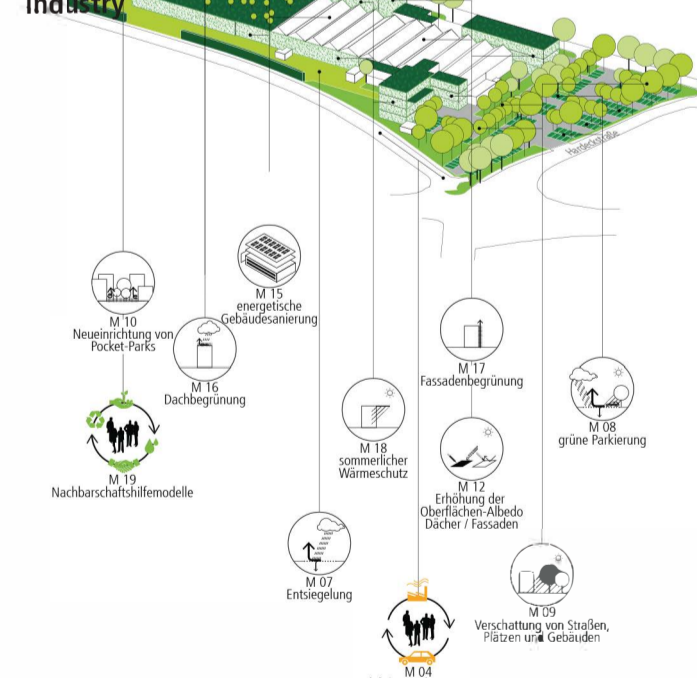 Industry
Hardeckstraße
M 15
energetische
Gebäudesanierung
M 10
Neueinrichtung von
Pocket-Parks
M 16
Dachbegrünung
M 17
Fassadenbegrünung
M 08
grüne Parkierung
M 18
sommerlicher
Wärmeschutz
M 19
Nachbarschaftshilfemodelle
M 12
Erhöhung der
Oberflächen-Albedo
Dächer / Fassaden
M 07
Entsiegelung
M 09
Verschattung von Straßen,
Plätzen und Gebäuden
M 04